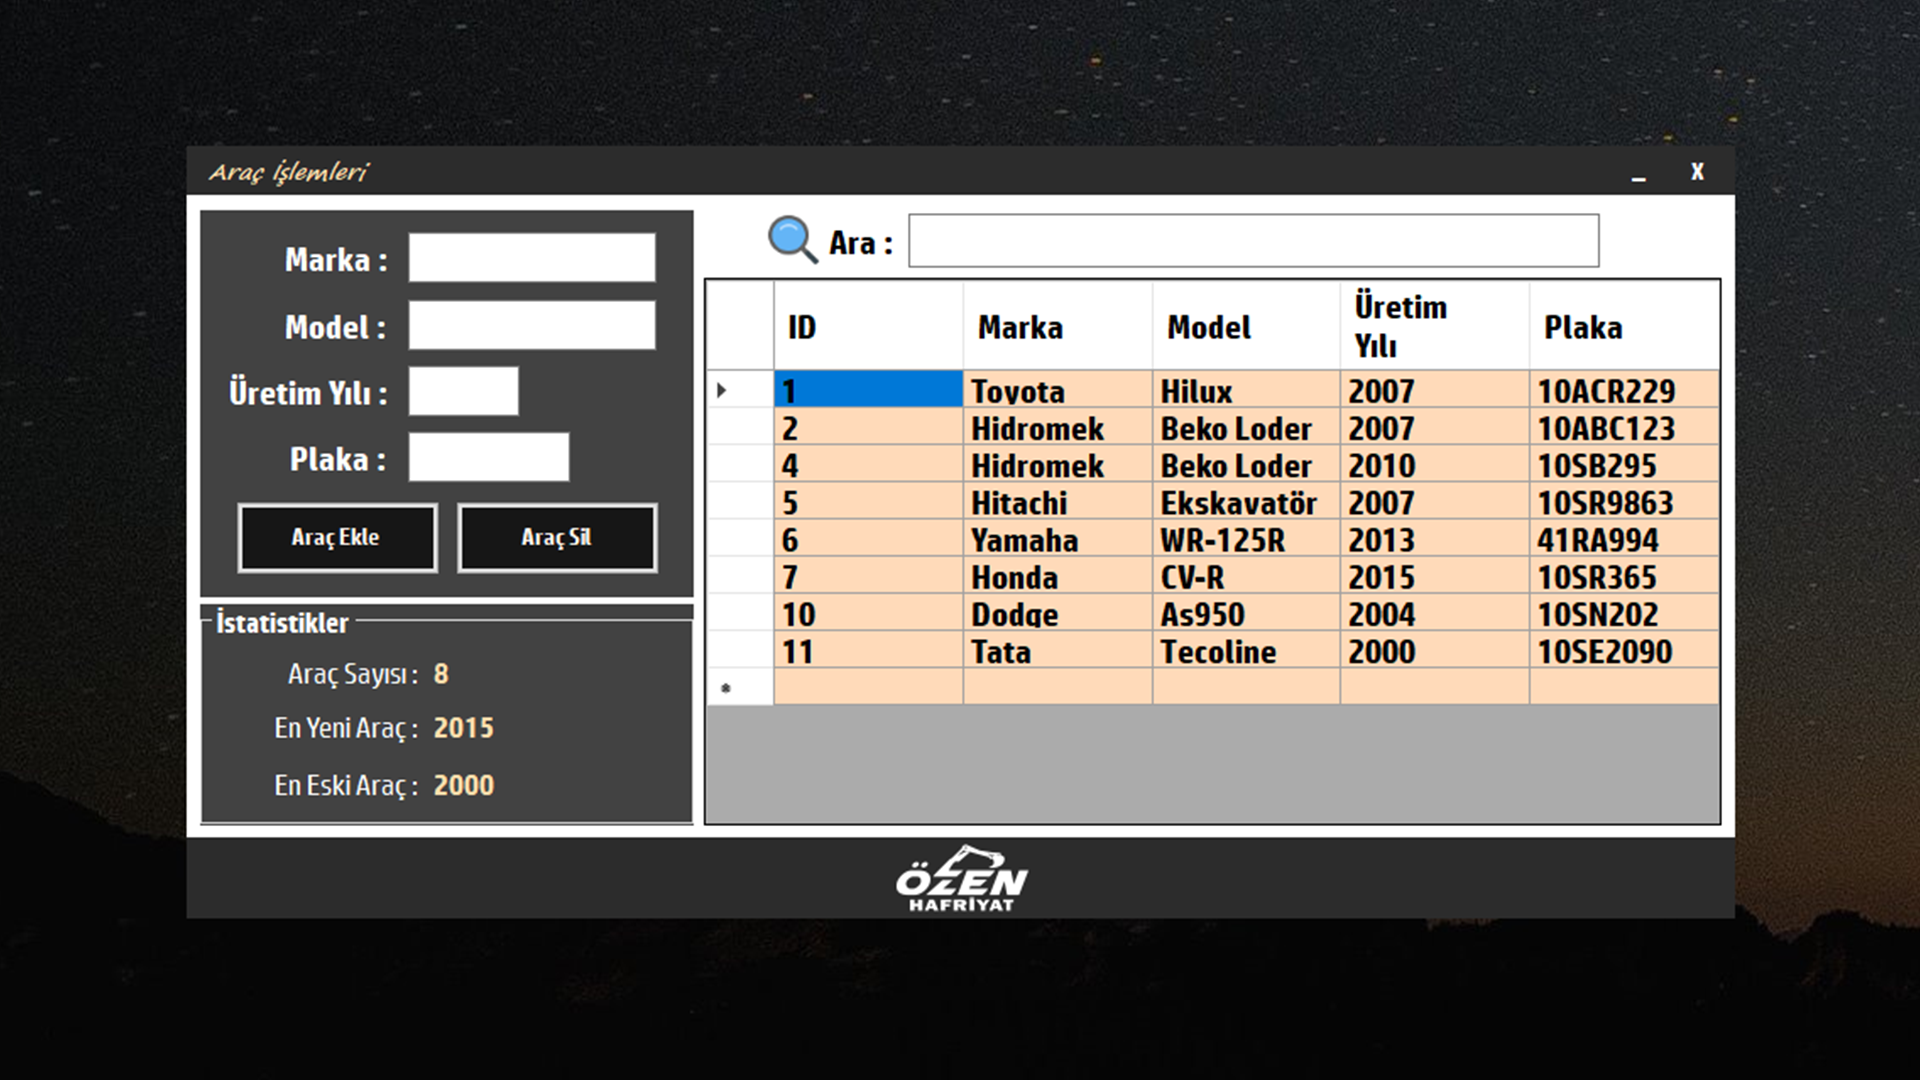 Araç İşlemleri
_ X
Marka :
Model :
Üretim Yılı :
Plaka :
Araç Ekle Araç Sil
İstatistikler
Araç Sayısı : 8
En Yeni Araç : 2015
En Eski Araç : 2000
Ara :
ID Marka Model Üretim Yılı Plaka
1 Toyota Hilux 2007 10ACR229
2 Hidromek Beko Loder 2007 10ABC123
4 Hidromek Beko Loder 2010 10SB295
5 Hitachi Ekskavatör 2007 10SR9863
6 Yamaha WR-125R 2013 41RA994
7 Honda CV-R 2015 10SR365
10 Dodge As950 2004 10SN202
11 Tata Tecoline 2000 10SE2090
ÖZEN
HAFRİYAT